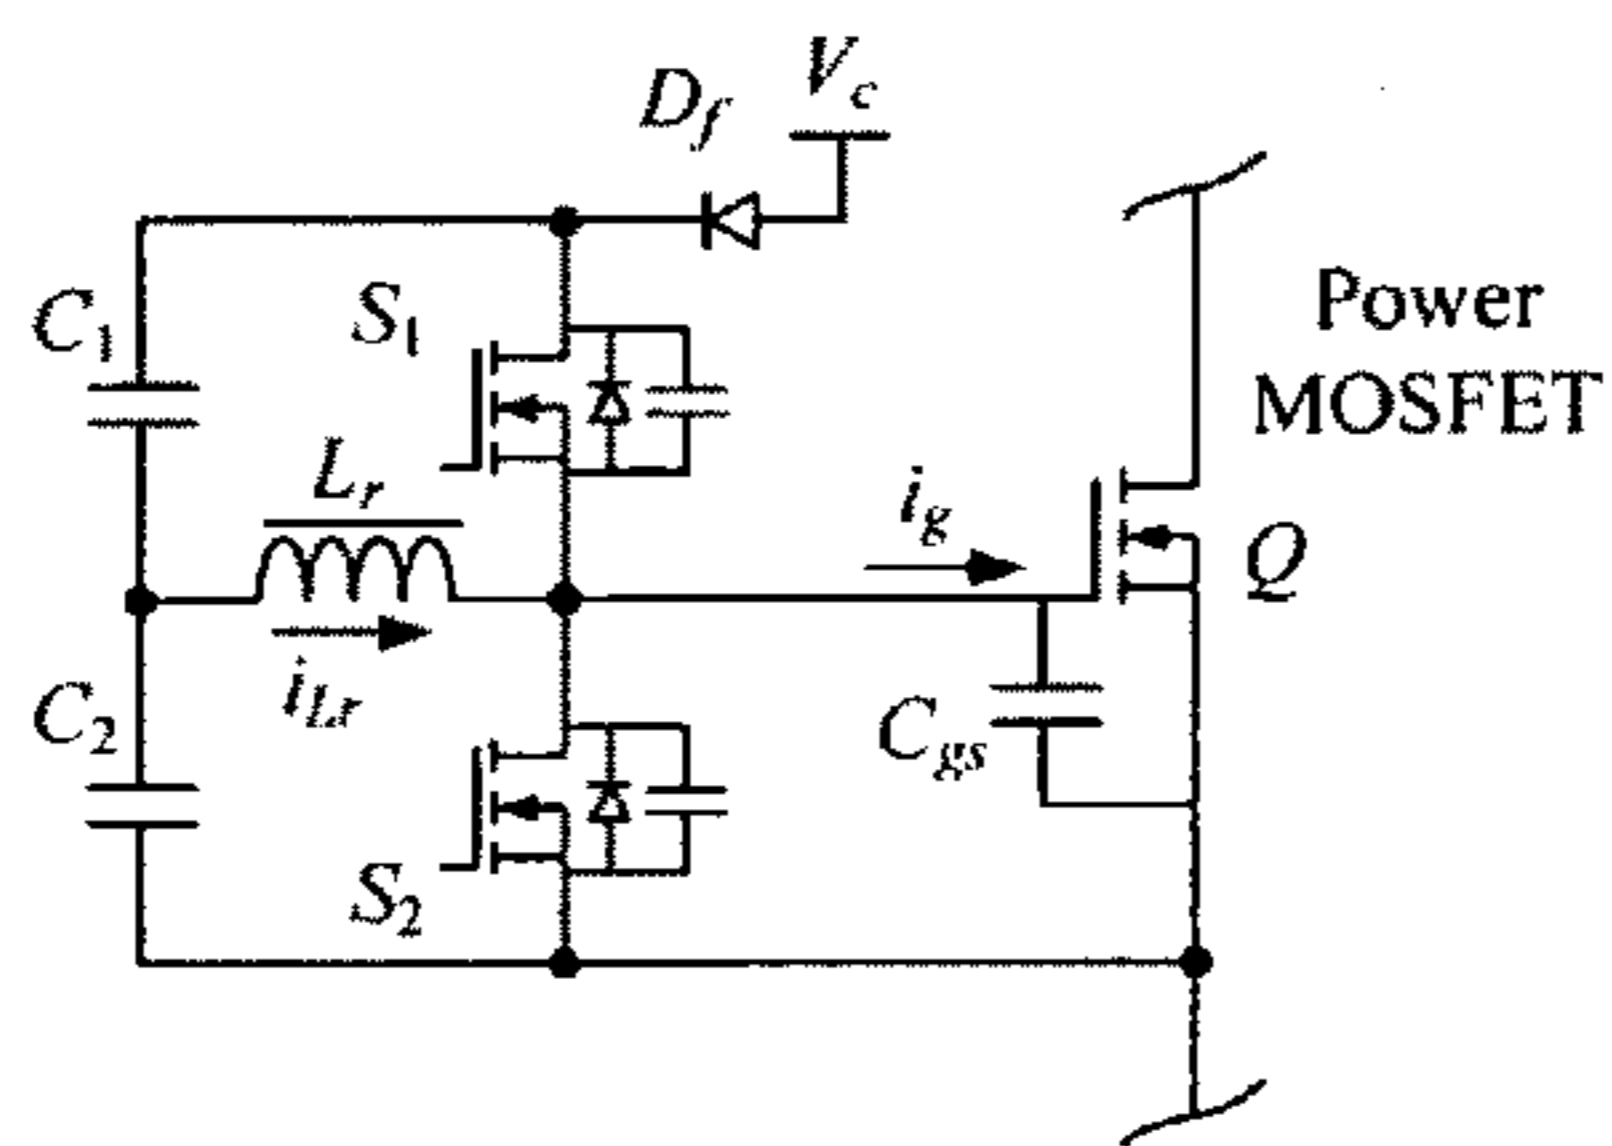 V_c
D_f
C_1
S_1
Power
MOSFET
L_r
i_g
Q
i_Lr
C_2
C_gs
S_2